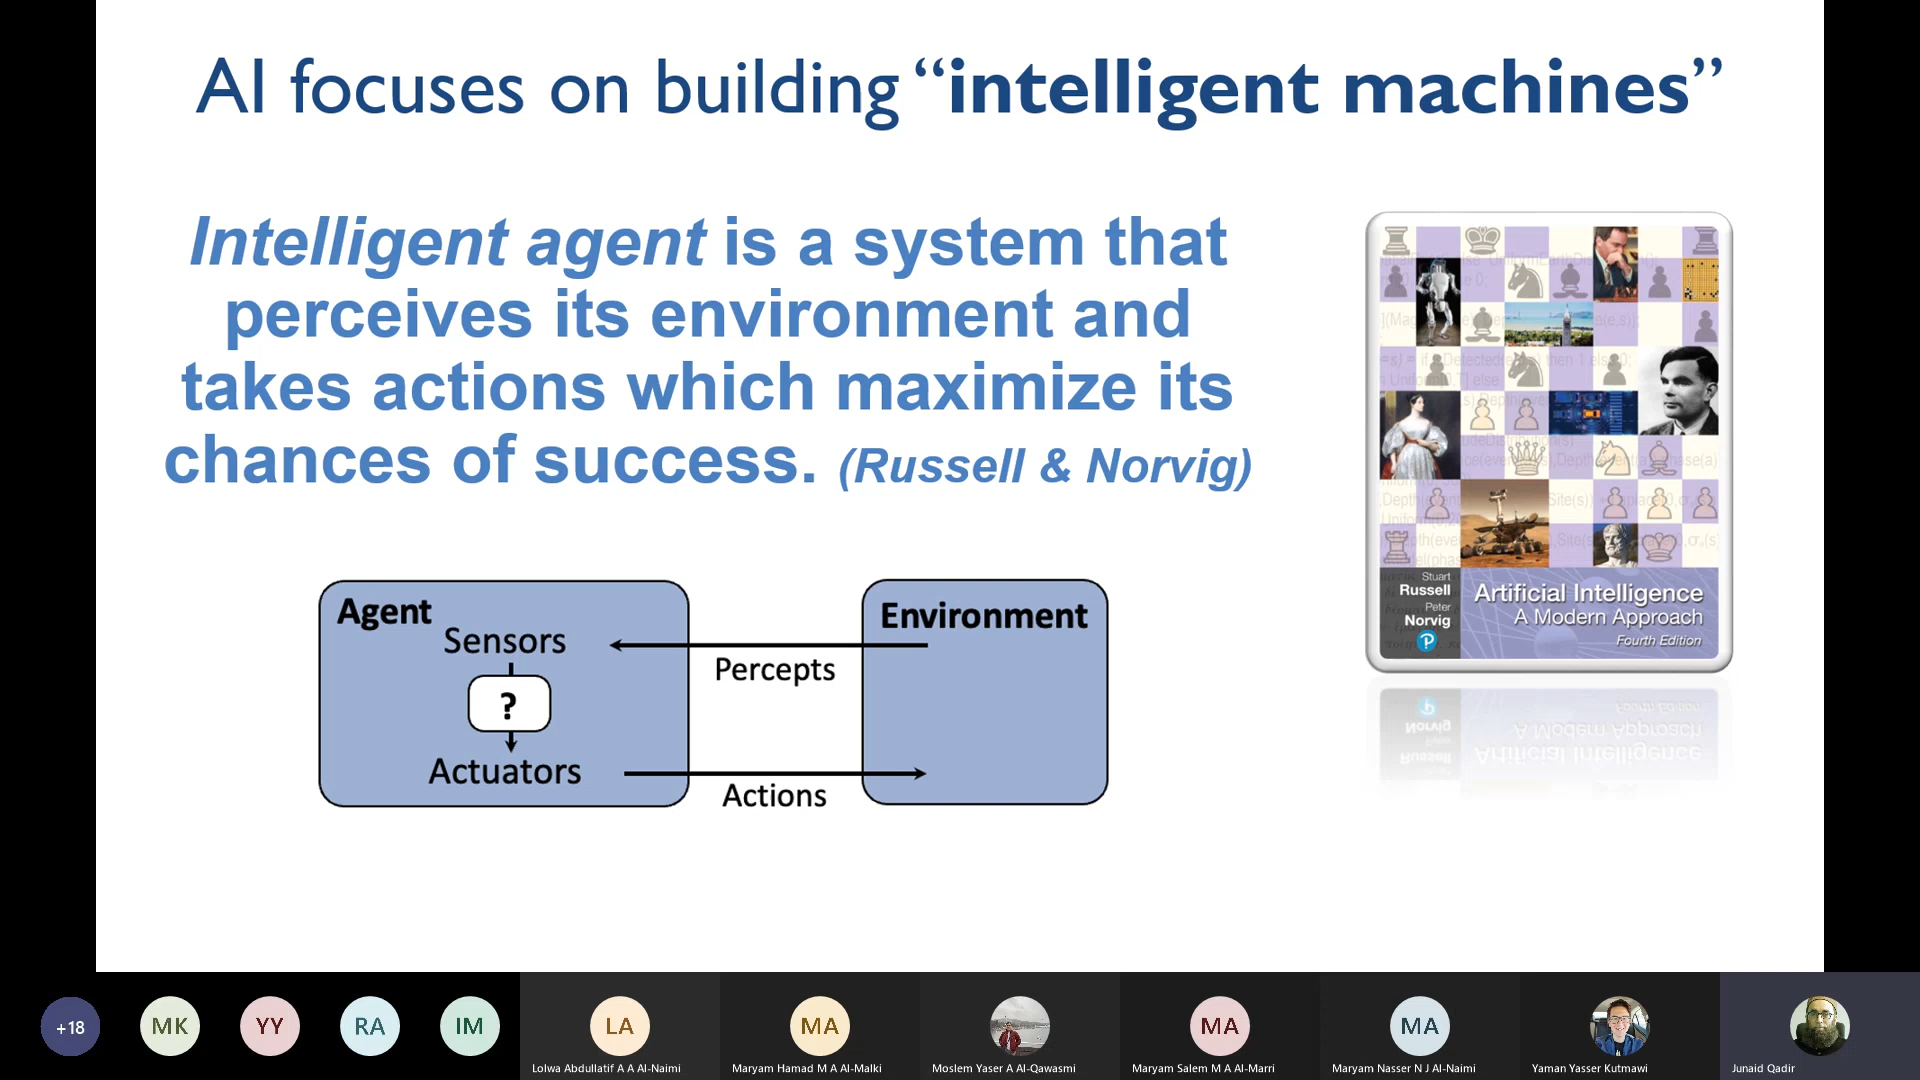 AI focuses on building “intelligent machines”
Intelligent agent is a system that
perceives its environment and
takes actions which maximize its
chances of success. (Russell & Norvig)
Agent
Sensors
?
Actuators
Percepts
Actions
Environment
Stuart
Russell
Peter
Norvig
Artificial Intelligence
A Modern Approach
Fourth Edition
+18
MK
YY
RA
IM
LA
Lolwa Abdullatif A A Al-Naimi
MA
Maryam Hamad M A Al-Malki
Moslem Yaser A Al-Qawasmi
MA
Maryam Salem M A Al-Marri
MA
Maryam Nasser N J Al-Naimi
Yaman Yasser Kutmawi
Junaid Qadir